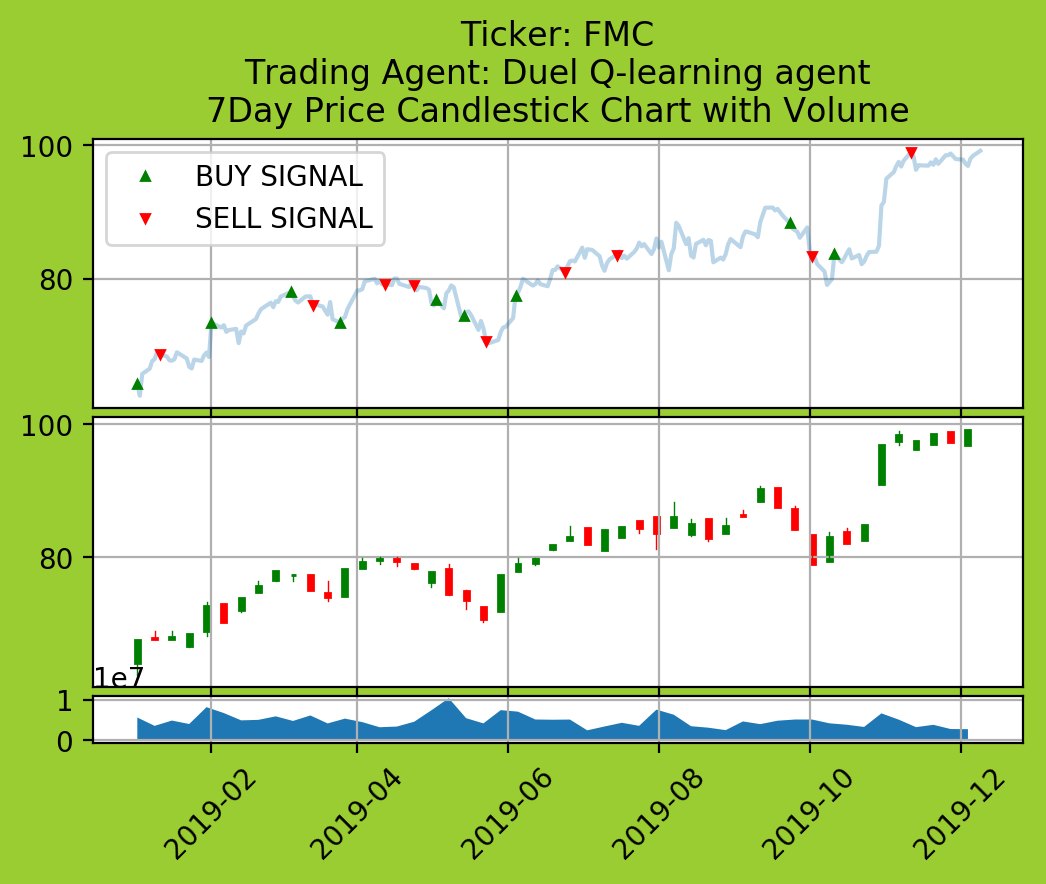 Ticker: FMC
Trading Agent: Duel Q-learning agent
7Day Price Candlestick Chart with Volume
100
BUY SIGNAL
SELL SIGNAL
80
100
80
1e7
1
0
2019-02
2019-04
2019-06
2019-08
2019-10
2019-12